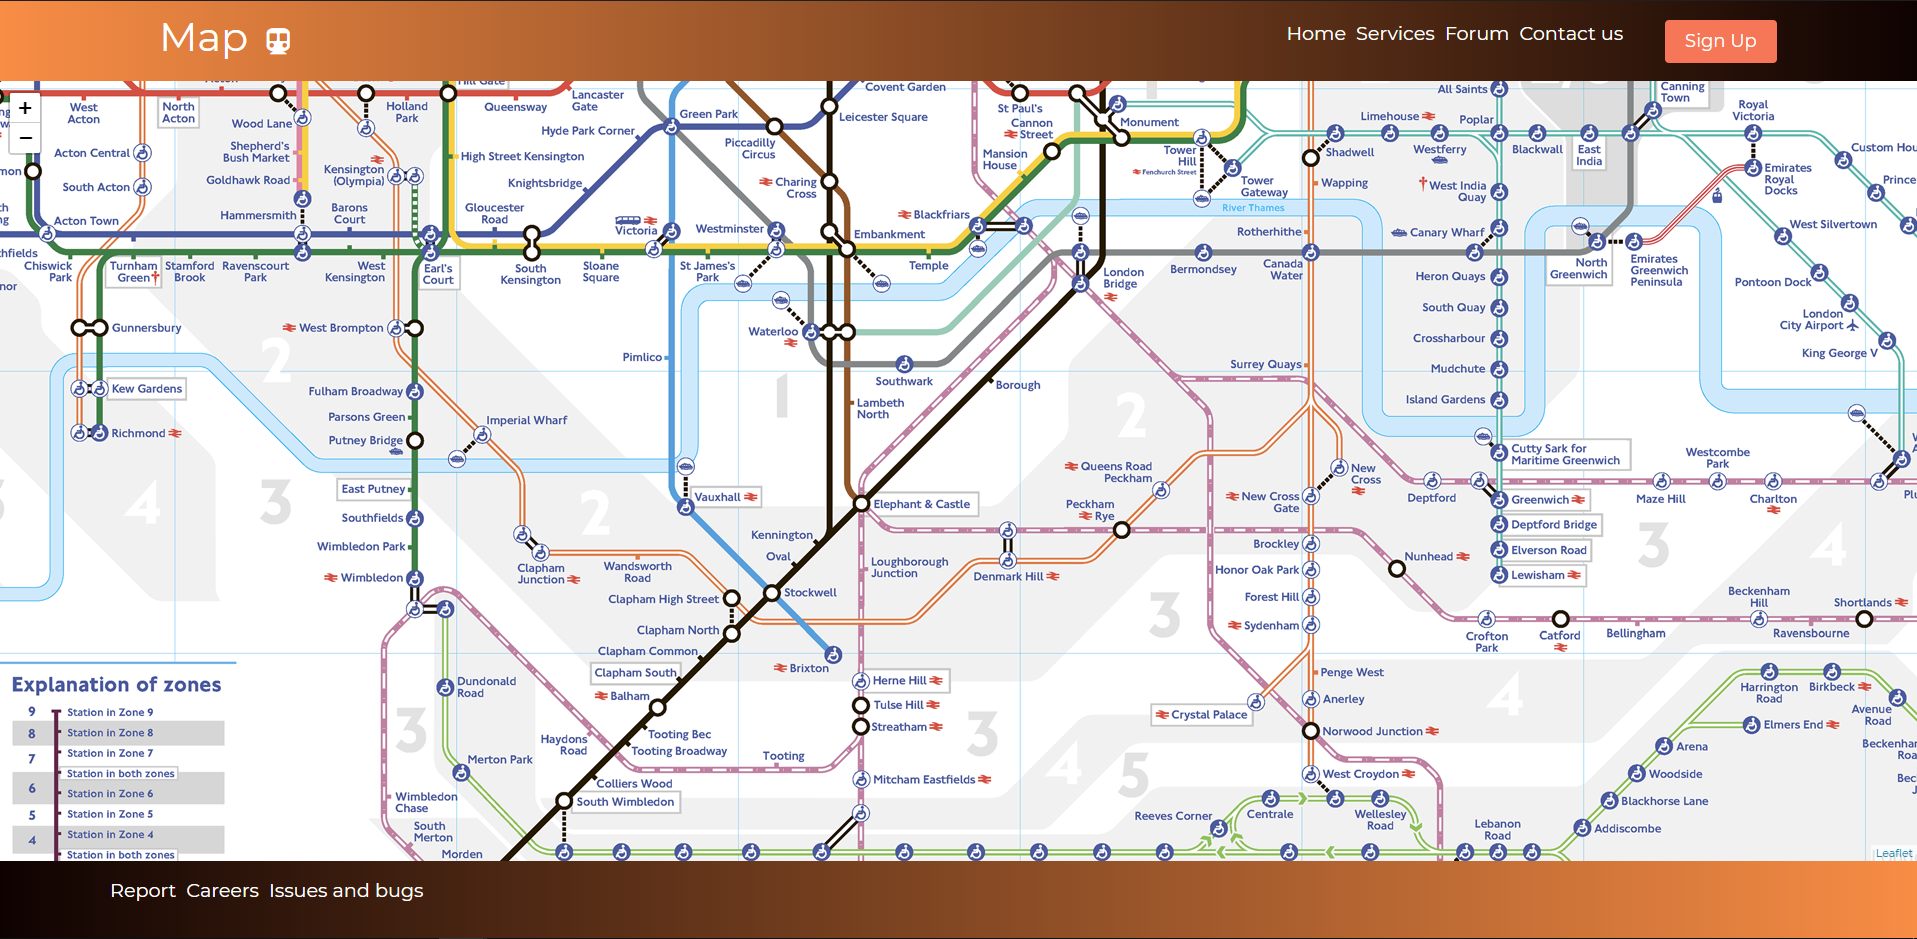 Map
Home Services Forum Contact us
Sign Up
+
−
West
Acton
North
Acton
Holland
Park
Queensway
Lancaster
Gate
Covent Garden
Leicester Square
Green Park
Hyde Park Corner
Piccadilly
Circus
Wood Lane
Shepherd's
Bush Market
Goldhawk Road
Hammersmith
Acton Central
South Acton
Acton Town
Kensington
(Olympia)
Barons
Court
High Street Kensington
Knightsbridge
Gloucester
Road
Charing
Cross
Victoria
Westminster
Embankment
Blackfriars
Temple
Chiswick
Park
Turnham
Green
Stamford
Brook
Ravenscourt
Park
West
Kensington
Earl's
Court
South
Kensington
Sloane
Square
St James's
Park
St Paul's
Cannon
Street
Mansion
House
Monument
Tower
Hill
Fenchurch Street
Tower
Gateway
River Thames
Shadwell
Wapping
Rotherhithe
Canada
Water
Bermondsey
London
Bridge
All Saints
Limehouse
Poplar
Westferry
Blackwall
East
India
Canning
Town
Royal
Victoria
Custom Hou
Prince
Emirates
Royal
Docks
West Silvertown
Pontoon Dock
London
City Airport
King George V
West India
Quay
Canary Wharf
Heron Quays
South Quay
Crossharbour
Mudchute
Island Gardens
North
Greenwich
Emirates
Greenwich
Peninsula
Gunnersbury
Kew Gardens
Richmond
West Brompton
Fulham Broadway
Parsons Green
Putney Bridge
East Putney
Southfields
Wimbledon Park
Wimbledon
Imperial Wharf
Pimlico
Waterloo
Southwark
Lambeth
North
Borough
Vauxhall
Elephant & Castle
Kennington
Oval
Stockwell
Clapham
Junction
Wandsworth
Road
Clapham High Street
Clapham North
Clapham Common
Clapham South
Balham
Brixton
Tooting Bec
Tooting Broadway
Colliers Wood
South Wimbledon
Loughborough
Junction
Denmark Hill
Peckham
Rye
Queens Road
Peckham
Surrey Quays
New
Cross
New Cross
Gate
Brockley
Honor Oak Park
Forest Hill
Sydenham
Penge West
Anerley
Crystal Palace
Norwood Junction
West Croydon
Cutty Sark for
Maritime Greenwich
Deptford
Greenwich
Deptford Bridge
Elverson Road
Lewisham
Maze Hill
Westcombe
Park
Charlton
Nunhead
Crofton
Park
Catford
Bellingham
Beckenham
Hill
Ravensbourne
Shortlands
Herne Hill
Tulse Hill
Streatham
Mitcham Eastfields
Tooting
Haydons
Road
Dundonald
Road
Merton Park
Wimbledon
Chase
South
Merton
Morden
Reeves Corner
Centrale
Wellesley
Road
Lebanon
Road
Addiscombe
Blackhorse Lane
Woodside
Arena
Elmers End
Harrington
Road
Birkbeck
Avenue
Road
1
2
2
2
3
3
3
3
3
4
4
4
4
5
Explanation of zones
9 Station in Zone 9
8 Station in Zone 8
7 Station in Zone 7
Station in both zones
6 Station in Zone 6
5 Station in Zone 5
4 Station in Zone 4
Station in both zones
Leaflet
Report Careers Issues and bugs